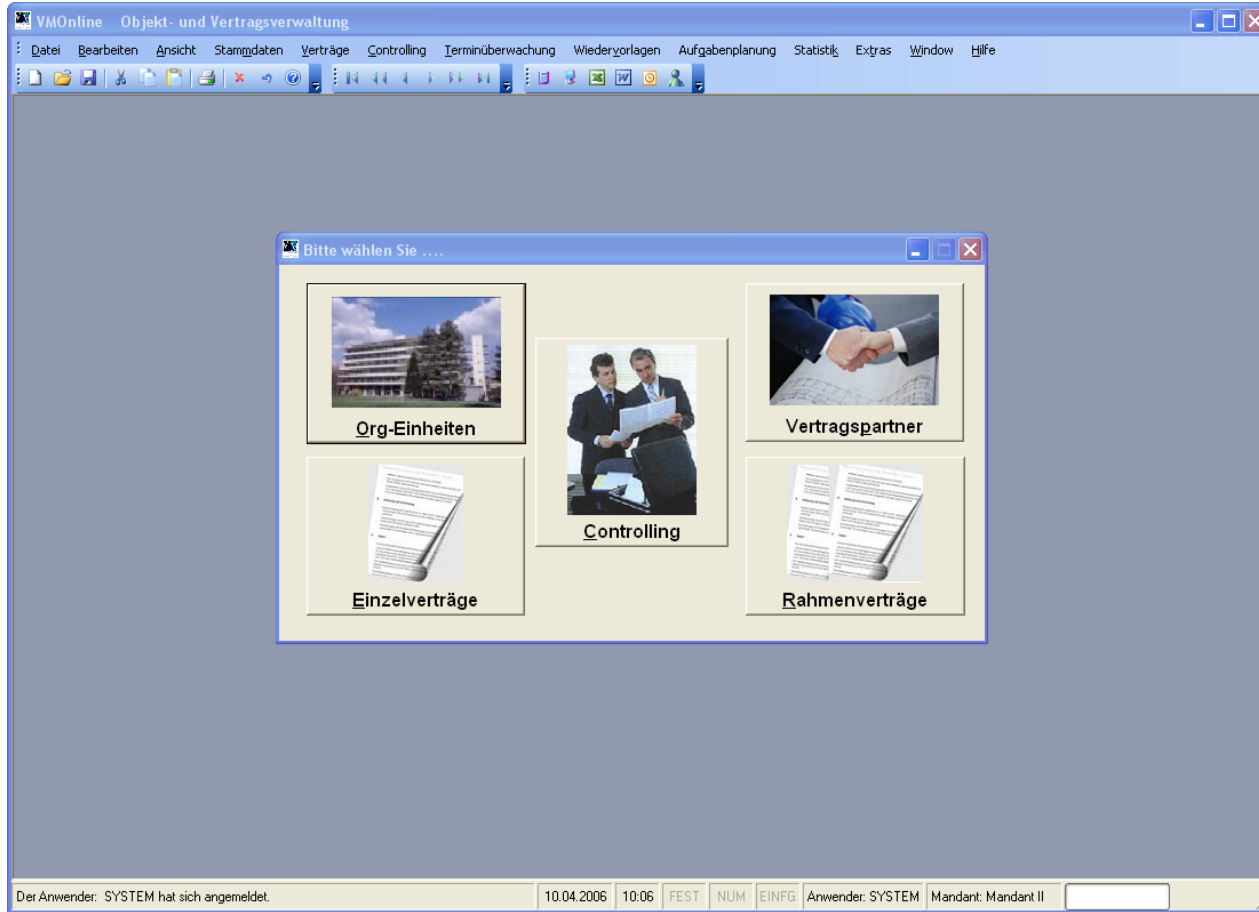 VMOnline Objekt- und Vertragsverwaltung
Datei Bearbeiten Ansicht Stammdaten Verträge Controlling Terminüberwachung Wiedervorlagen Aufgabenplanung Statistik Extras Window Hilfe
Bitte wählen Sie ....
Org-Einheiten
Controlling
Vertragspartner
Einzelverträge
Rahmenverträge
Der Anwender: SYSTEM hat sich angemeldet. 10.04.2006 10:06 FEST NUM EINFG Anwender: SYSTEM Mandant: Mandant II